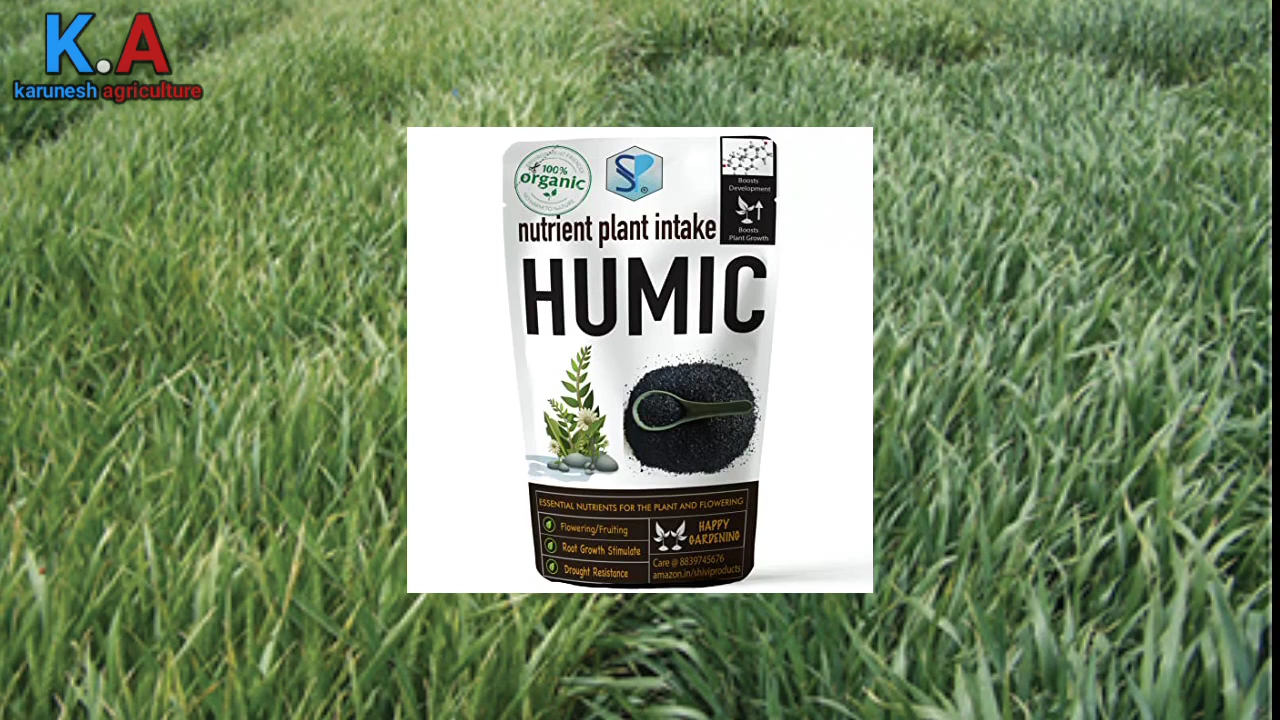 K.A
karunesh agriculture
100%
organic
nutrient plant intake
HUMIC
Boosts
Development
Boosts
Plant Growth
ESSENTIAL NUTRIENTS FOR THE PLANT AND FLOWERING
Flowering/Fruiting
Root Growth Stimulate
Drought Resistance
HAPPY
GARDENING
Care @ 8839745676
amazon.in/shiviproducts